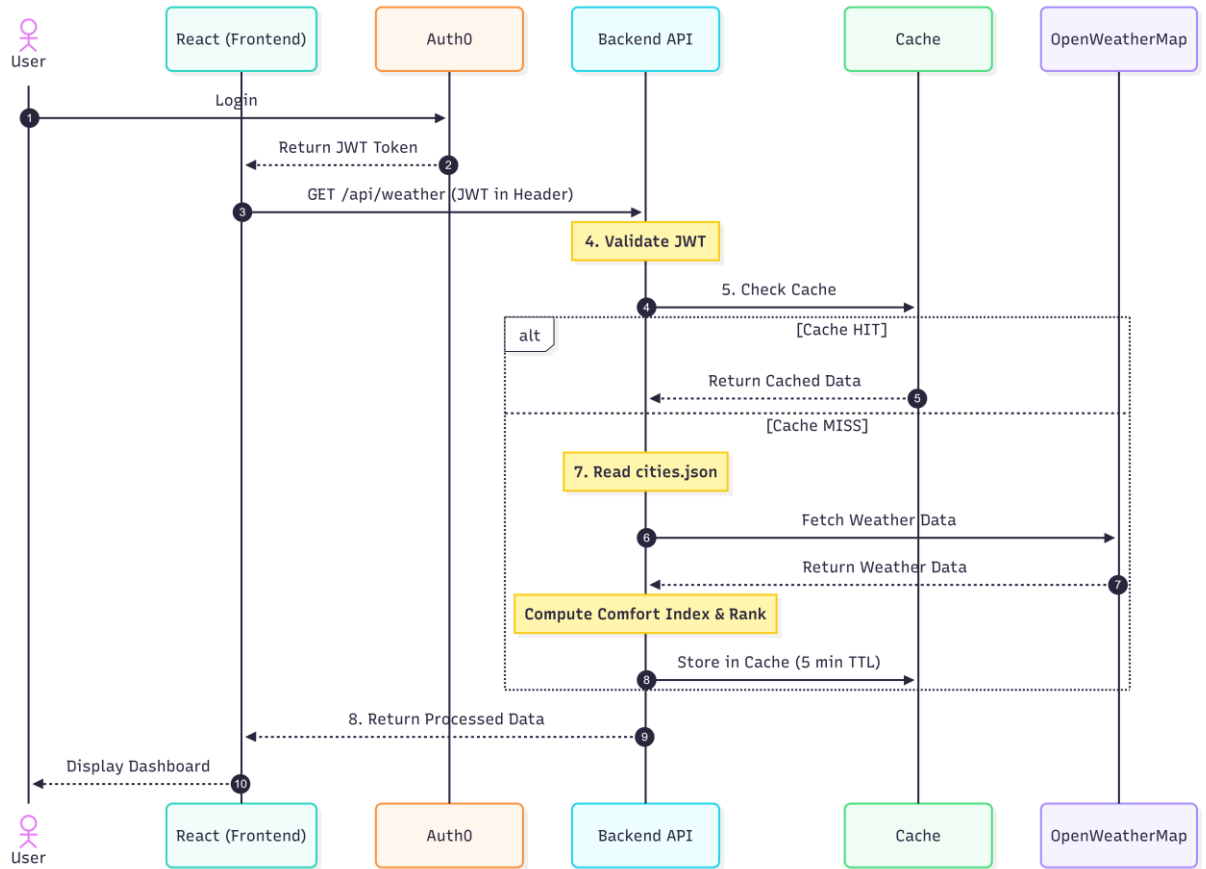 User
React (Frontend)
Auth0
Backend API
Cache
OpenWeatherMap
Login
1
Return JWT Token
2
GET /api/weather (JWT in Header)
3
4. Validate JWT
5. Check Cache
4
alt
[Cache HIT]
Return Cached Data
5
[Cache MISS]
7. Read cities.json
Fetch Weather Data
6
Return Weather Data
7
Compute Comfort Index & Rank
Store in Cache (5 min TTL)
8
8. Return Processed Data
9
Display Dashboard
10
User
React (Frontend)
Auth0
Backend API
Cache
OpenWeatherMap